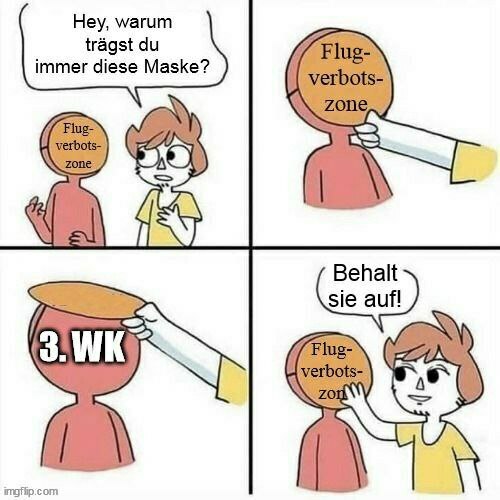 Hey, warum
trägst du
immer diese Maske?
Flug-
verbots-
zone
Flug-
verbots-
zone
3. WK
Behalt
sie auf!
Flug-
verbots-
zon
imgflip.com